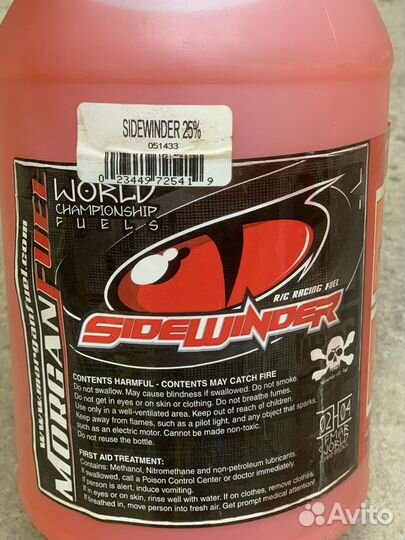 SIDEWINDER 25%
051433
0 23449 72541 9
WORLD
CHAMPIONSHIP
FUELS
www.morganfuel.com
MORGAN FUEL
R/C RACING FUEL
SIDEWINDER
CONTENTS HARMFUL - CONTENTS MAY CATCH FIRE
Do not swallow. May cause blindness if swallowed. Do not smoke.
Do not get in eyes or on skin or clothing. Do not breathe fumes.
Use only in a well-ventilated area. Keep out of reach of children.
Keep away from flames, such as a pilot light, and any object that sparks,
such as an electric motor. Cannot be made non-toxic.
Do not reuse the bottle.
FIRST AID TREATMENT:
Contains: Methanol, Nitromethane and non-petroleum lubricants.
If swallowed, call a Poison Control Center or doctor immediately.
If person is alert, induce vomiting.
If in eyes or on skin, rinse well with water. If on clothes, remove clothes.
If breathed in, move person into fresh air. Get prompt medical attention!
02 04
Avito